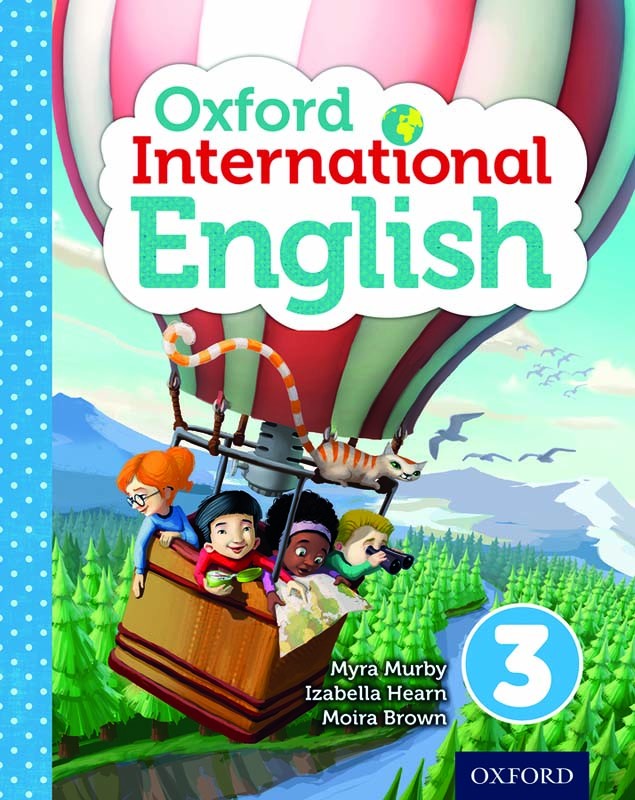 Oxford
International
English
Myra Murby
Izabella Hearn
Moira Brown
3
OXFORD